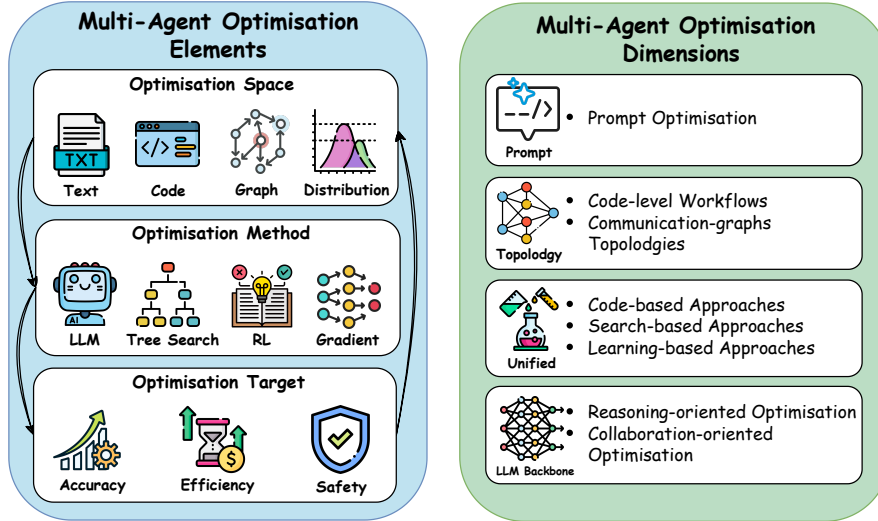 Multi-Agent Optimisation
Elements
Optimisation Space
TXT
</>
Text
Code
Graph
Distribution
Optimisation Method
AI
LLM
Tree Search
RL
Gradient
Optimisation Target
$
Accuracy
Efficiency
Safety
Multi-Agent Optimisation
Dimensions
--/>
Prompt
• Prompt Optimisation
Topolodgy
• Code-level Workflows
• Communication-graphs
Topolodgies
Unified
• Code-based Approaches
• Search-based Approaches
• Learning-based Approaches
LLM Backbone
• Reasoning-oriented Optimisation
• Collaboration-oriented
Optimisation